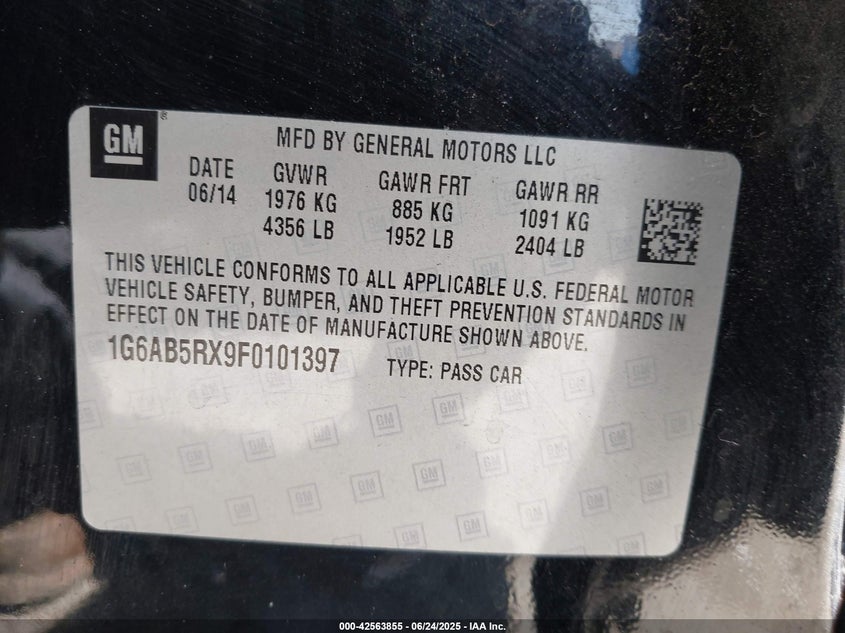 GM
MFD BY GENERAL MOTORS LLC
DATE GVWR GAWR FRT GAWR RR
06/14 1976 KG 885 KG 1091 KG
4356 LB 1952 LB 2404 LB
THIS VEHICLE CONFORMS TO ALL APPLICABLE U.S. FEDERAL MOTOR
VEHICLE SAFETY, BUMPER, AND THEFT PREVENTION STANDARDS IN
EFFECT ON THE DATE OF MANUFACTURE SHOWN ABOVE.
1G6AB5RX9F0101397 TYPE: PASS CAR
000-42563855 - 06/24/2025 - IAA Inc.